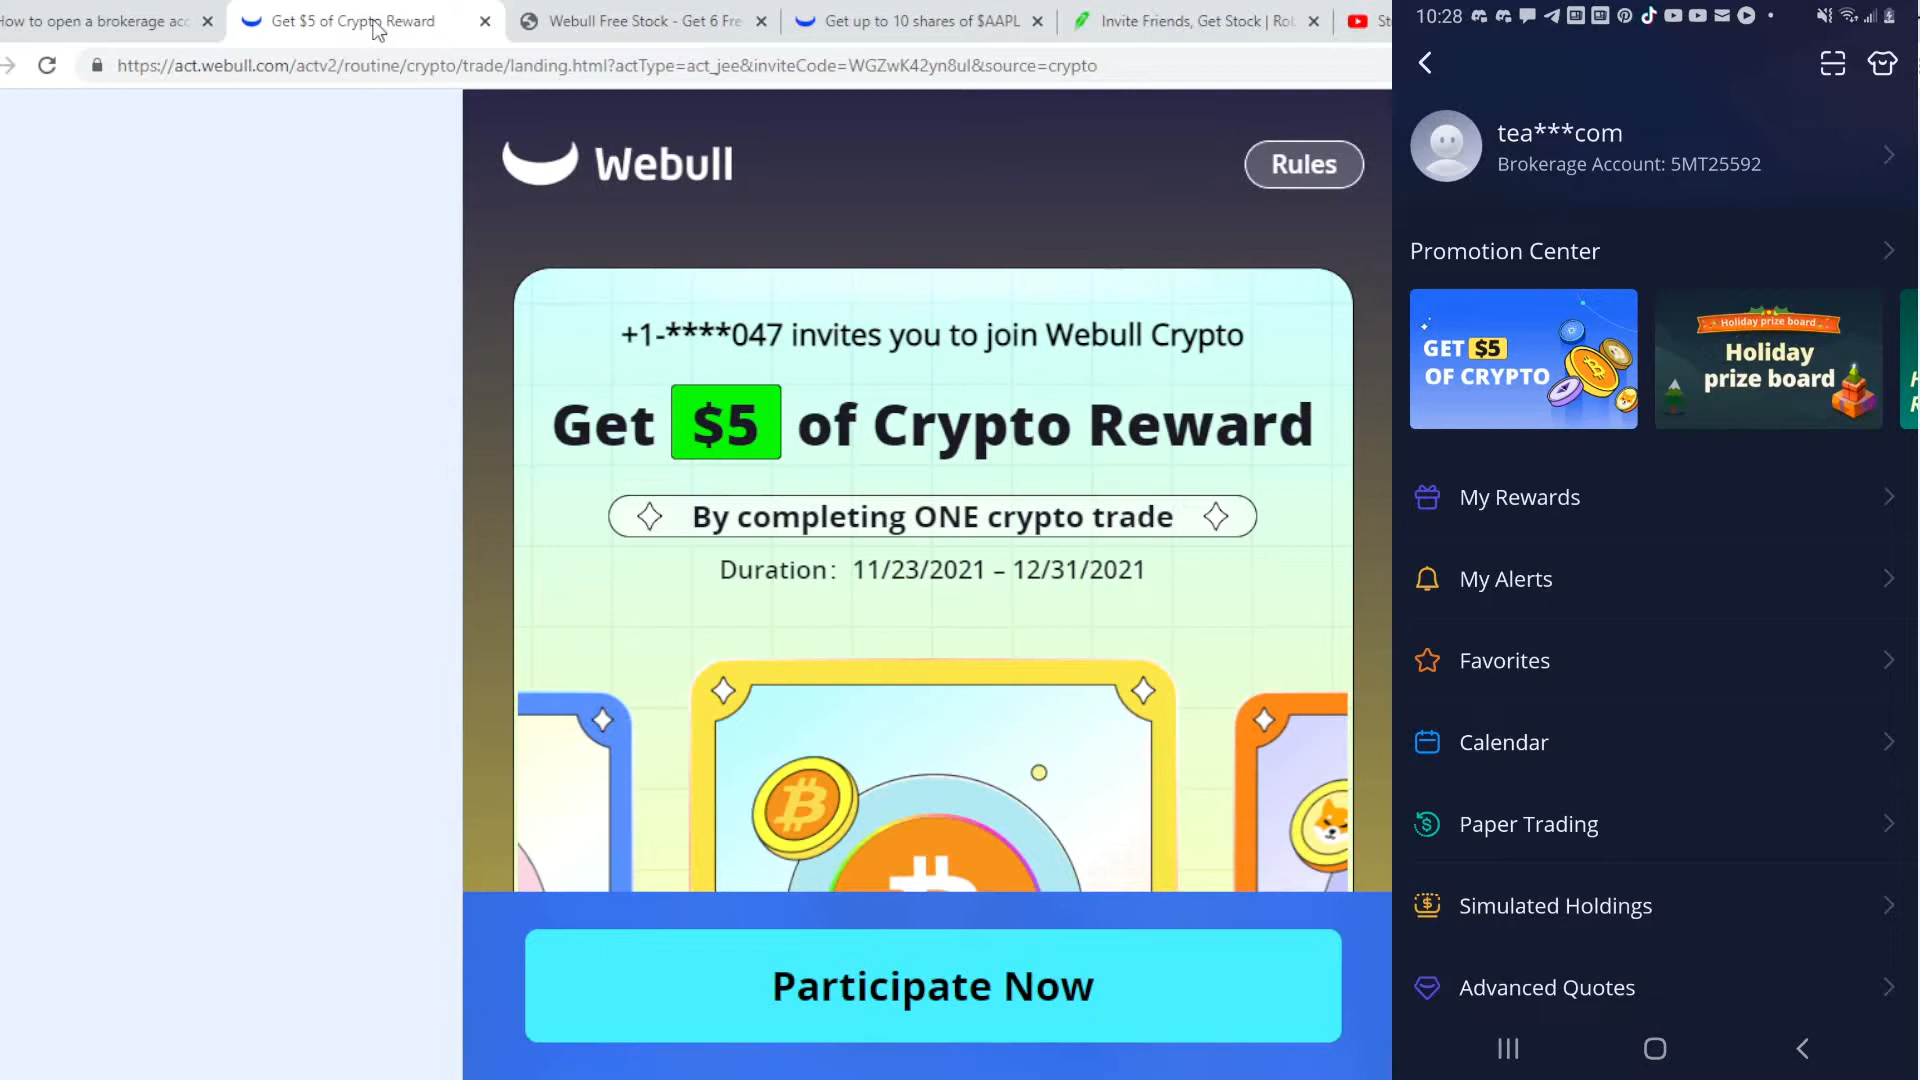 How to open a brokerage acc
Get $5 of Crypto Reward
Webull Free Stock - Get 6 Fre
Get up to 10 shares of $AAPL
Invite Friends, Get Stock | Rob
https://act.webull.com/actv2/routine/crypto/trade/landing.html?actType=act_jee&inviteCode=WGZwK42yn8ul&source=crypto
Webull
Rules
+1-****047 invites you to join Webull Crypto
Get $5 of Crypto Reward
By completing ONE crypto trade
Duration: 11/23/2021 – 12/31/2021
Participate Now
10:28
tea***com
Brokerage Account: 5MT25592
Promotion Center
GET $5
OF CRYPTO
Holiday prize board
Holiday
prize board
My Rewards
My Alerts
Favorites
Calendar
Paper Trading
Simulated Holdings
Advanced Quotes